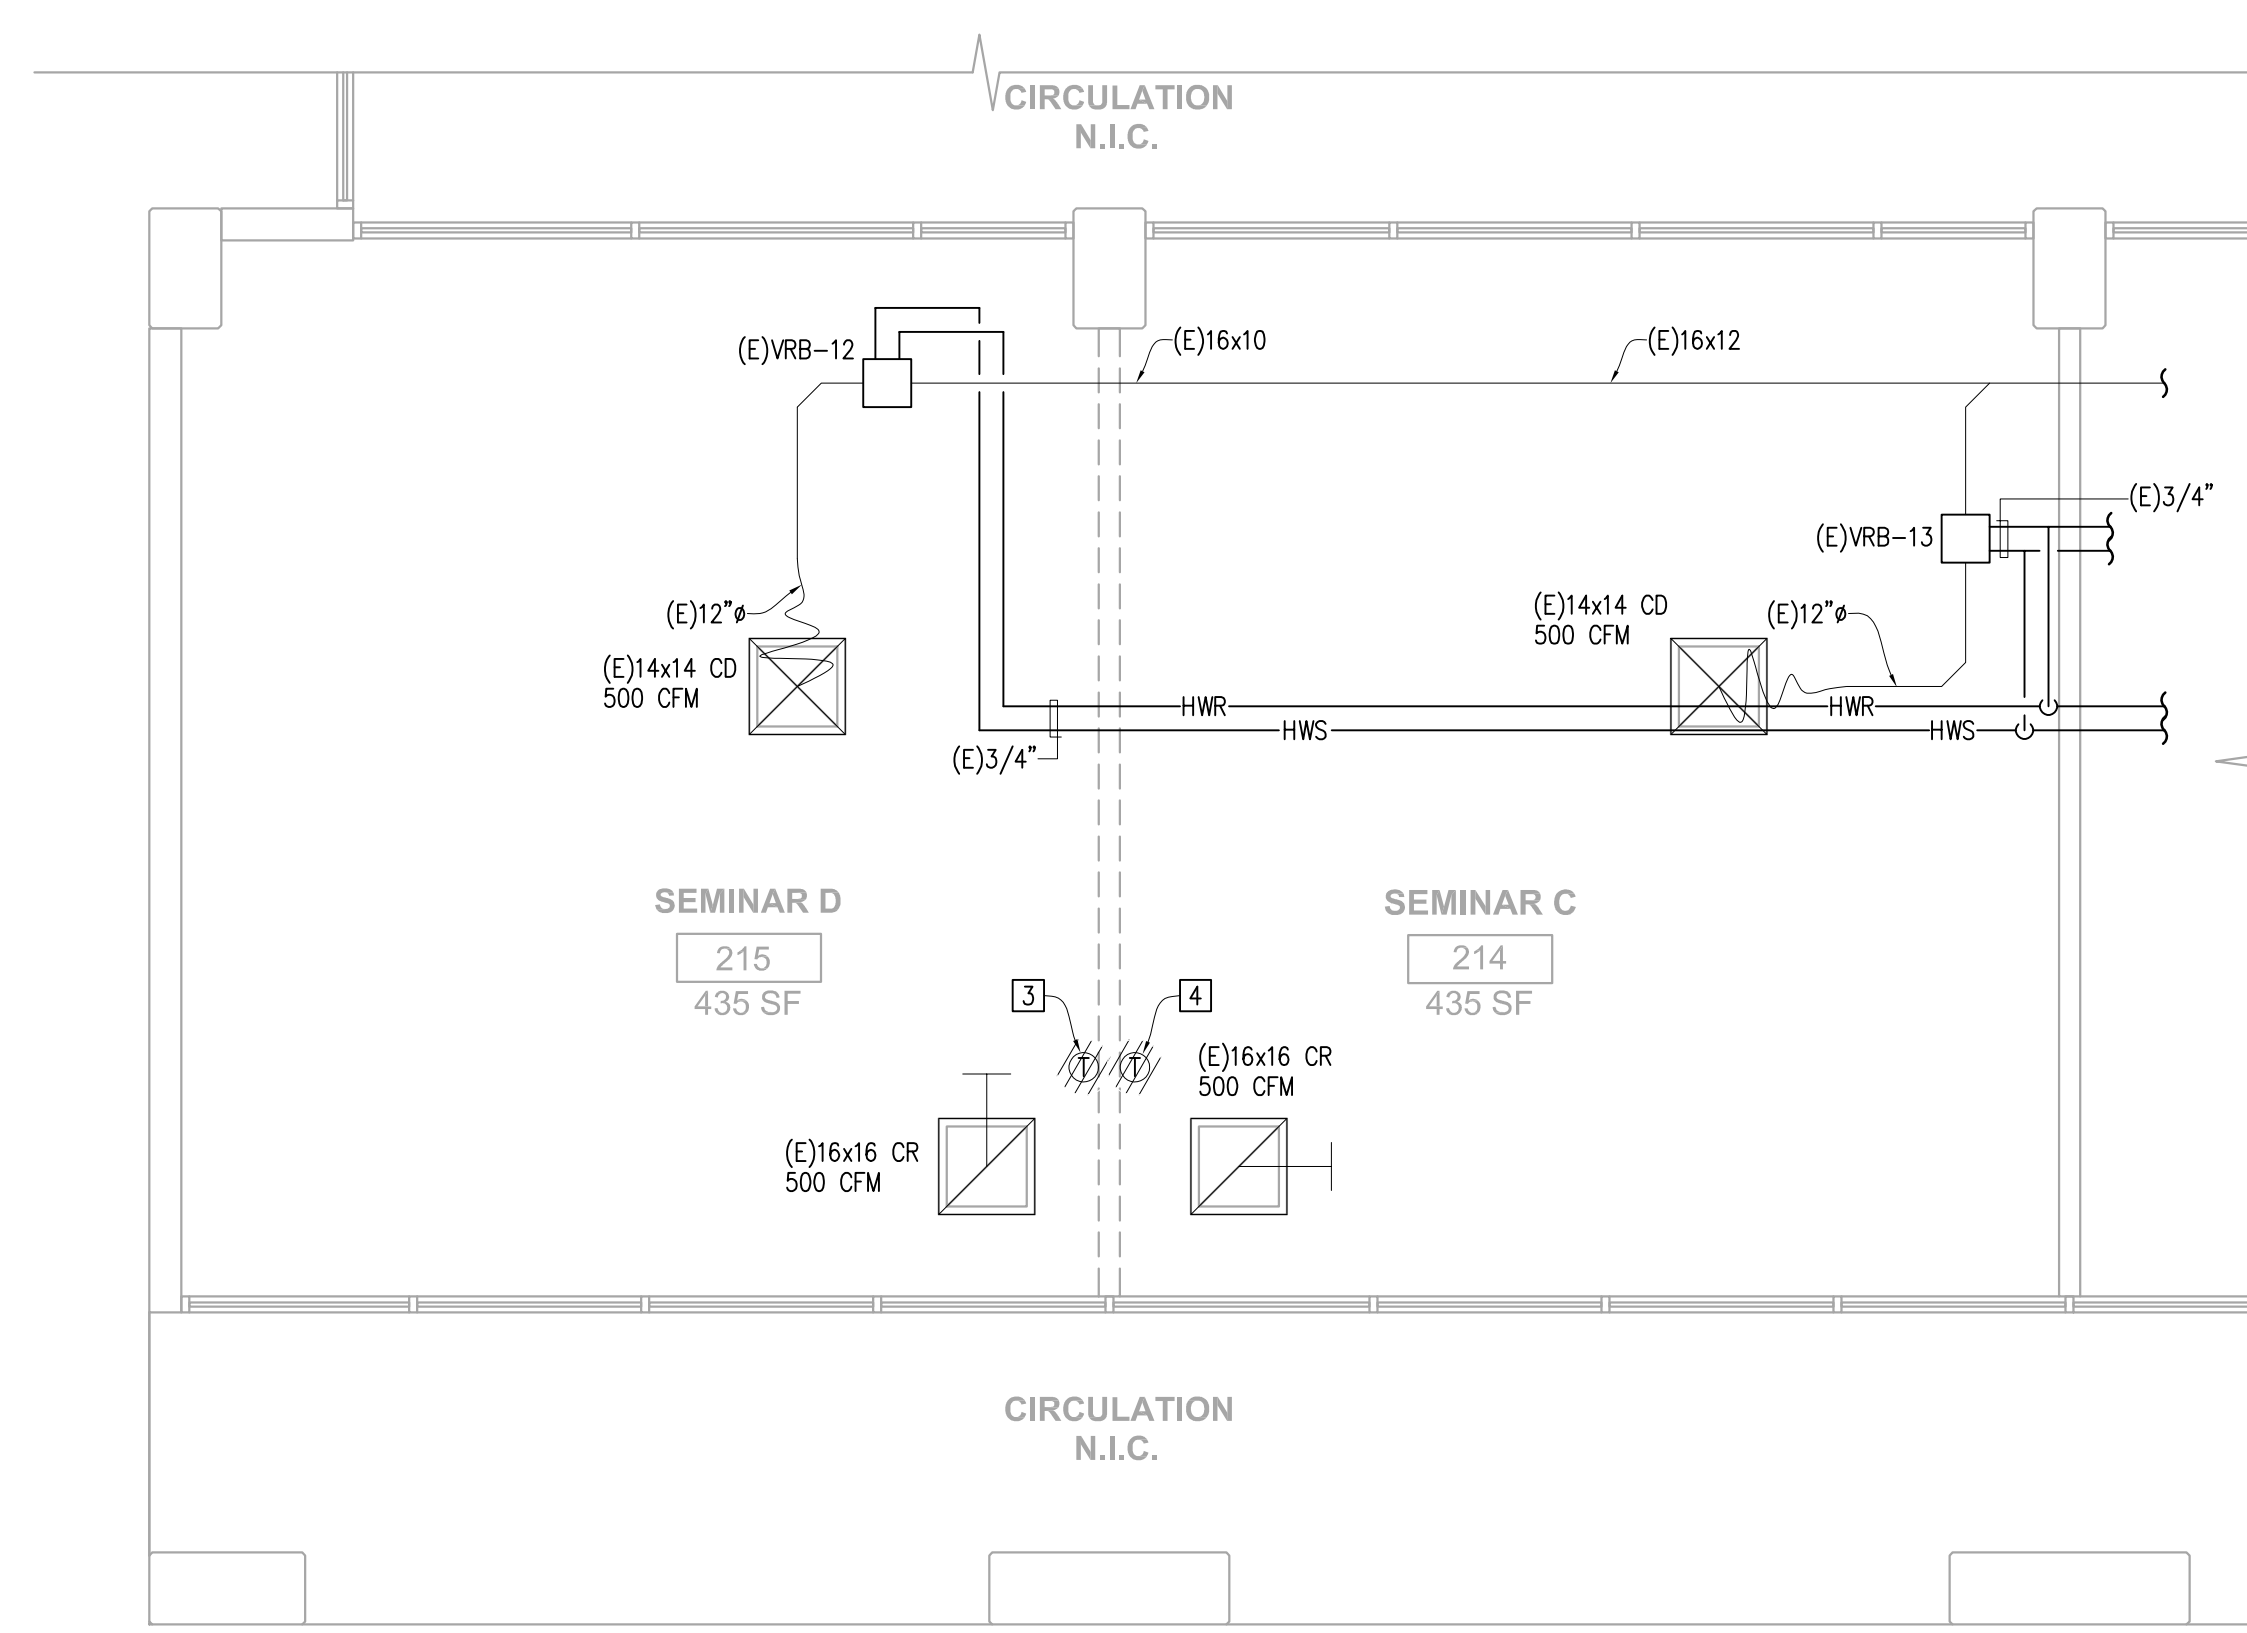 CIRCULATION
N.I.C.
(E)VRB-12
(E)16x10
(E)16x12
(E)3/4"
(E)VRB-13
(E)12"ø
(E)14x14 CD
500 CFM
(E)14x14 CD
500 CFM
(E)12"ø
HWR
HWR
HWS
HWS
(E)3/4"
SEMINAR D
215
435 SF
SEMINAR C
214
435 SF
3
4
T
T
(E)16x16 CR
500 CFM
(E)16x16 CR
500 CFM
CIRCULATION
N.I.C.